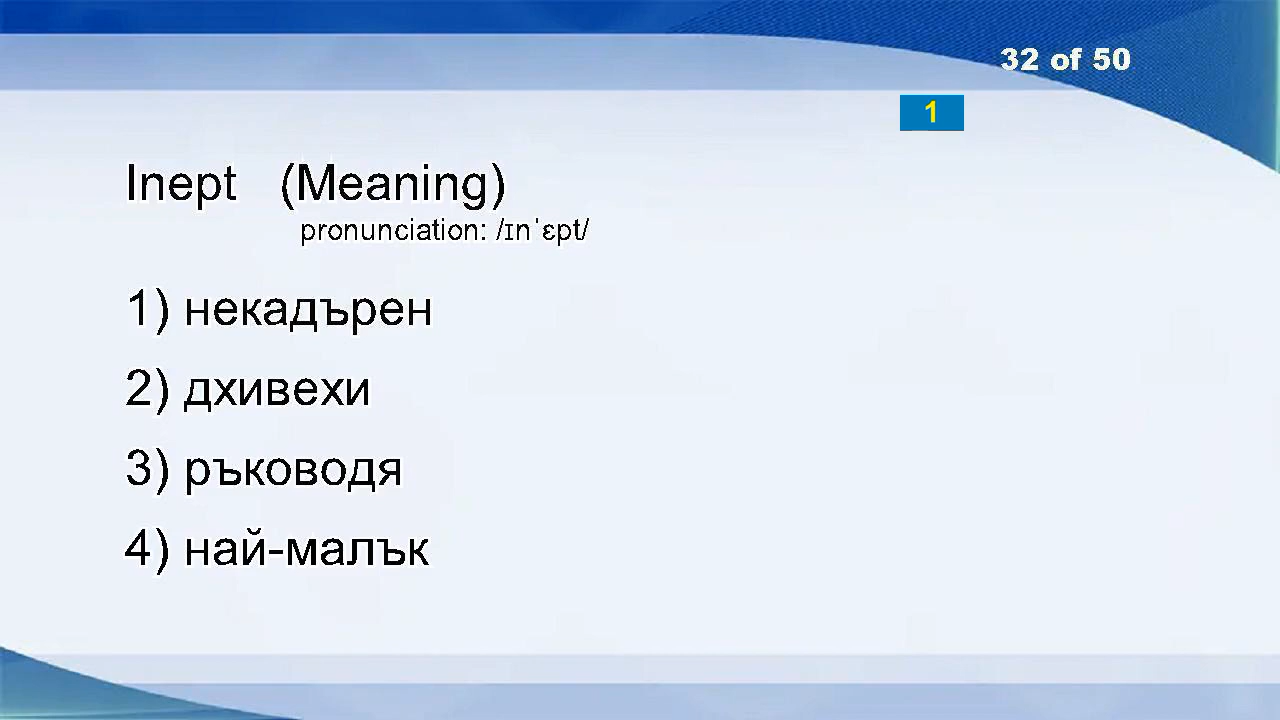 32 of 50
1
Inept (Meaning)
pronunciation: /ɪnˈɛpt/
1) некадърен
2) дхивехи
3) ръководя
4) най-малък